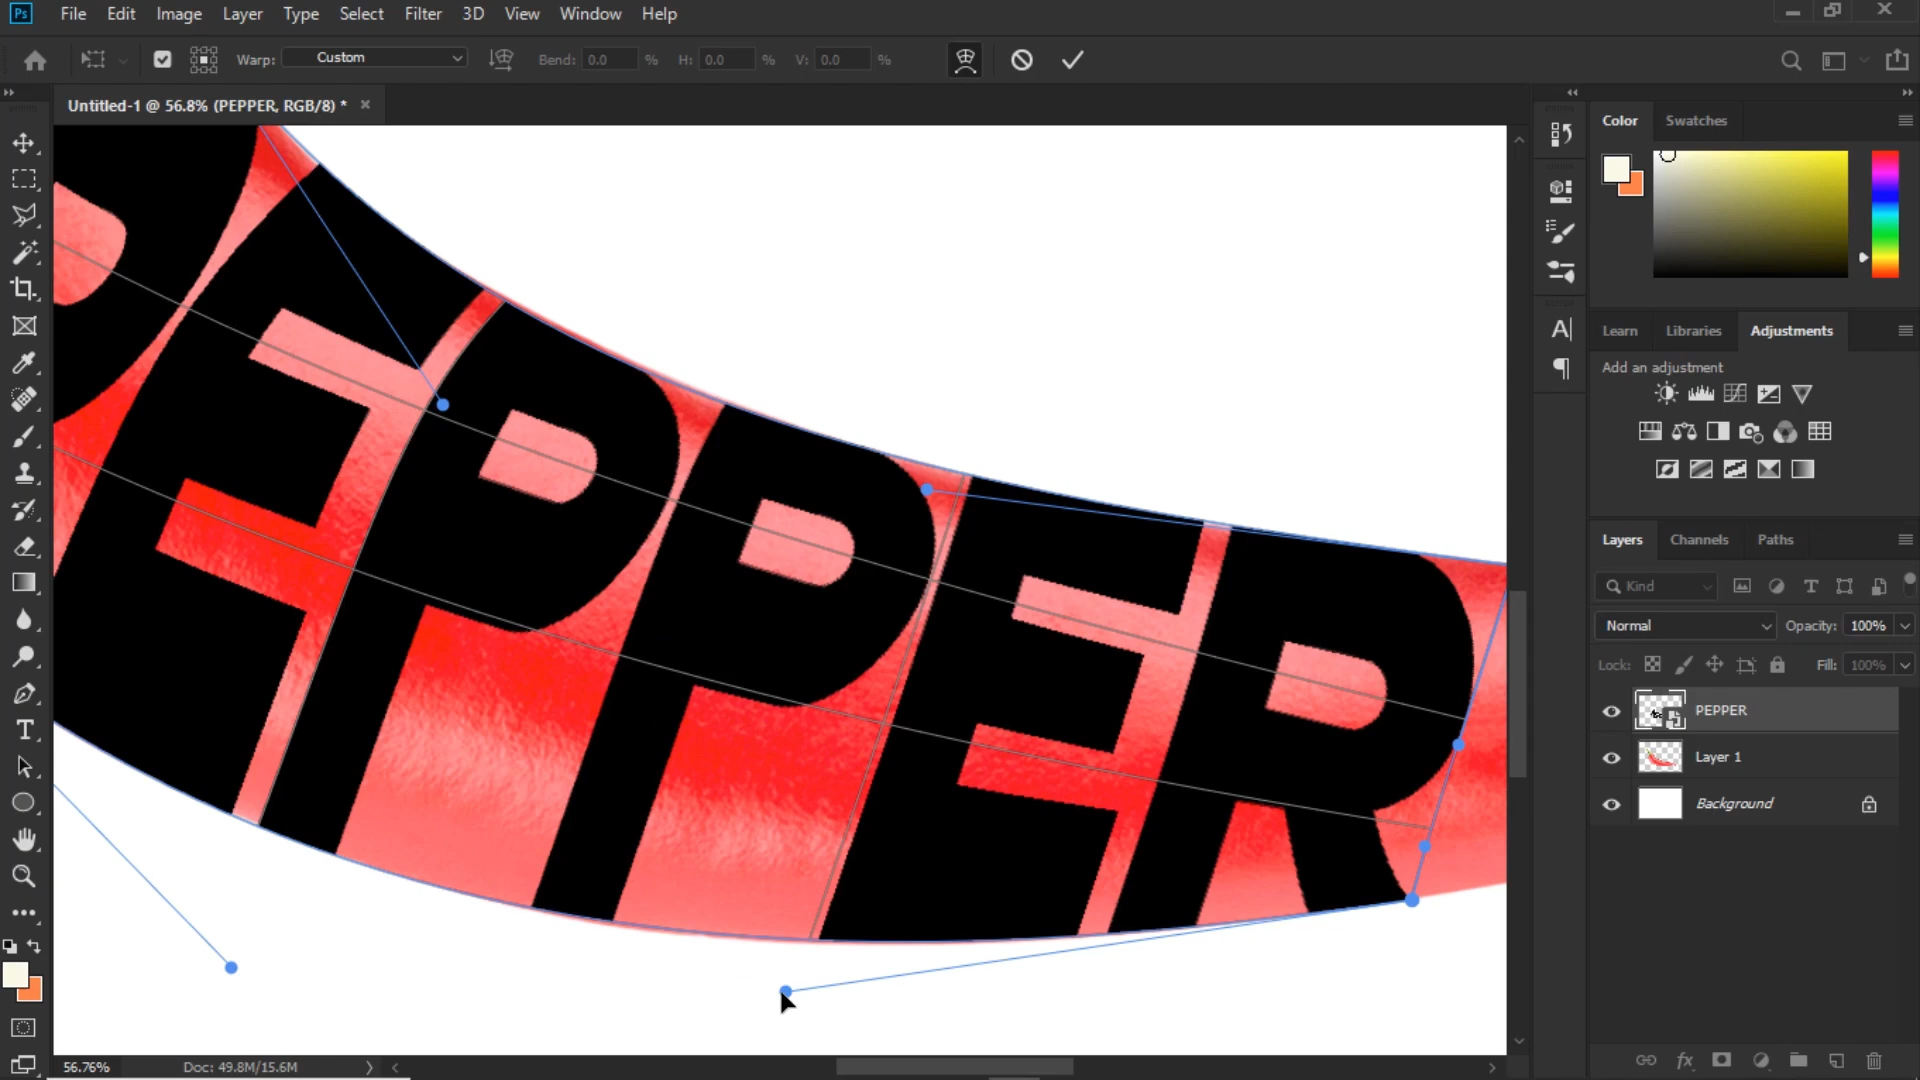 Ps File Edit Image Layer Type Select Filter 3D View Window Help
Warp: Custom Bend: 0.0 % H: 0.0 % V: 0.0 %
Untitled-1 @ 56.8% (PEPPER, RGB/8) *
Color Swatches
Learn Libraries Adjustments
Add an adjustment
Layers Channels Paths
Kind
Normal Opacity: 100%
Lock: Fill: 100%
PEPPER
Layer 1
Background
PEPPER
56.76% Doc: 49.8M/15.6M